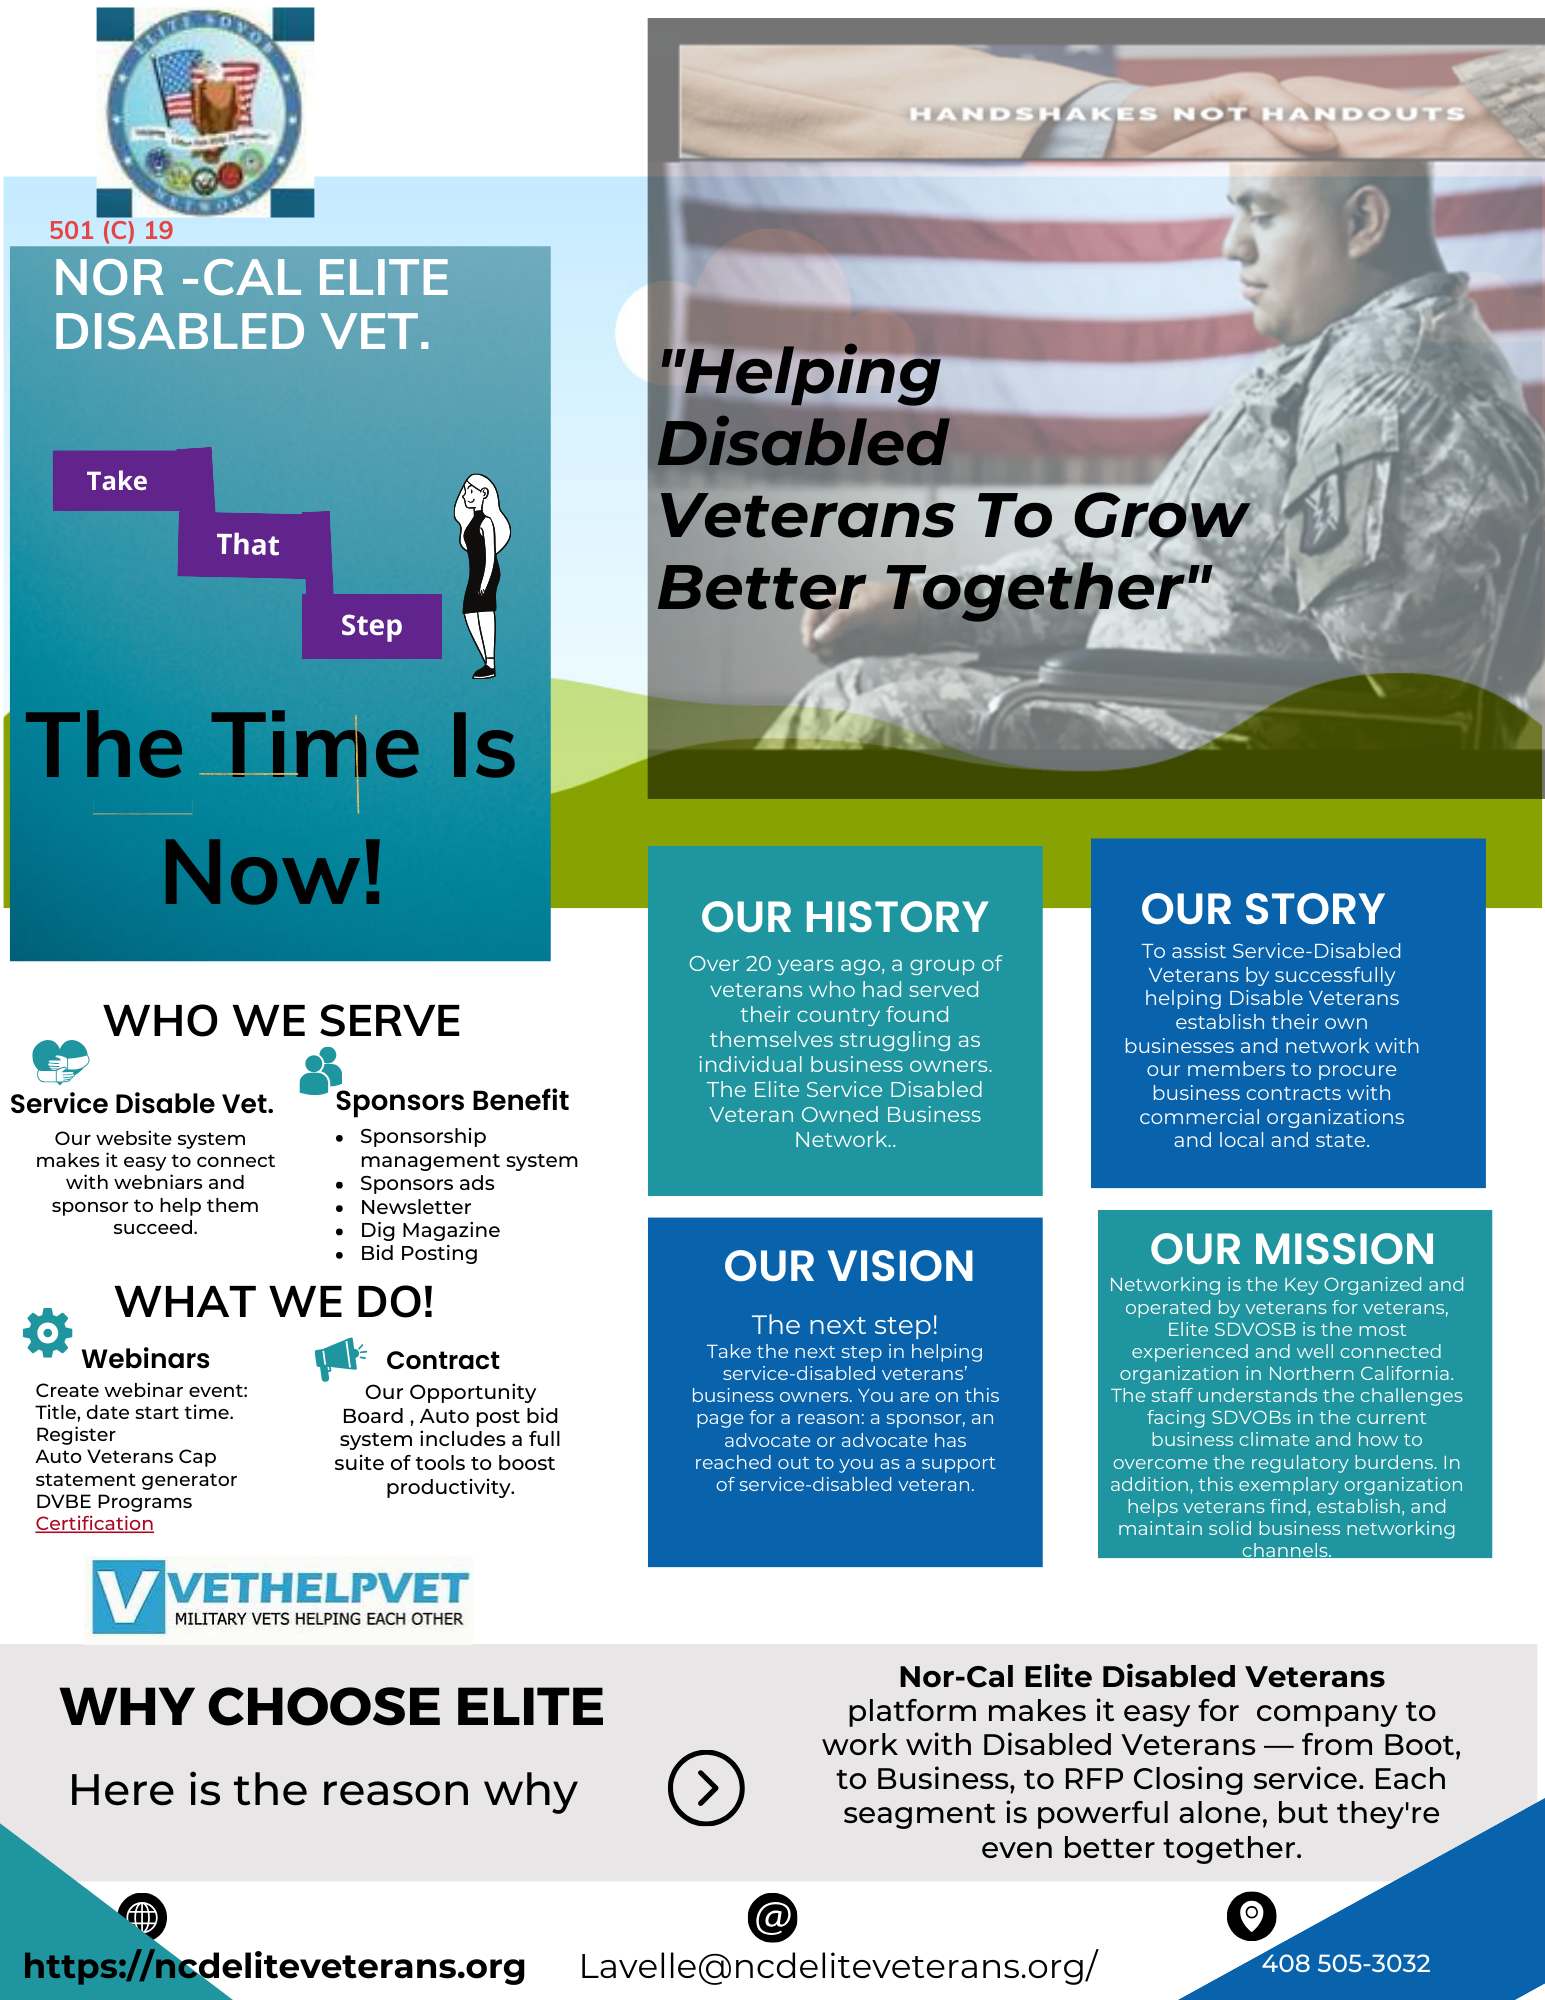 ELITE SDVOB
NETWORK
501 (C) 19
NOR -CAL ELITE
DISABLED VET.
Take
That
Step
The Time Is
Now!
HANDSHAKES NOT HANDOUTS
"Helping
Disabled
Veterans To Grow
Better Together"
WHO WE SERVE
Service Disable Vet.
Our website system
makes it easy to connect
with webniars and
sponsor to help them
succeed.
Sponsors Benefit
• Sponsorship
management system
• Sponsors ads
• Newsletter
• Dig Magazine
• Bid Posting
WHAT WE DO!
Webinars
Create webinar event:
Title, date start time.
Register
Auto Veterans Cap
statement generator
DVBE Programs
Certification
Contract
Our Opportunity
Board , Auto post bid
system includes a full
suite of tools to boost
productivity.
V VETHELPVET
MILITARY VETS HELPING EACH OTHER
OUR HISTORY
Over 20 years ago, a group of
veterans who had served
their country found
themselves struggling as
individual business owners.
The Elite Service Disabled
Veteran Owned Business
Network..
OUR STORY
To assist Service-Disabled
Veterans by successfully
helping Disable Veterans
establish their own
businesses and network with
our members to procure
business contracts with
commercial organizations
and local and state.
OUR VISION
The next step!
Take the next step in helping
service-disabled veterans’
business owners. You are on this
page for a reason: a sponsor, an
advocate or advocate has
reached out to you as a support
of service-disabled veteran.
OUR MISSION
Networking is the Key Organized and
operated by veterans for veterans,
Elite SDVOSB is the most
experienced and well connected
organization in Northern California.
The staff understands the challenges
facing SDVOBs in the current
business climate and how to
overcome the regulatory burdens. In
addition, this exemplary organization
helps veterans find, establish, and
maintain solid business networking
channels.
WHY CHOOSE ELITE
Here is the reason why
Nor-Cal Elite Disabled Veterans
platform makes it easy for company to
work with Disabled Veterans — from Boot,
to Business, to RFP Closing service. Each
seagment is powerful alone, but they're
even better together.
https://ncdeliteveterans.org
@
Lavelle@ncdeliteveterans.org/
408 505-3032